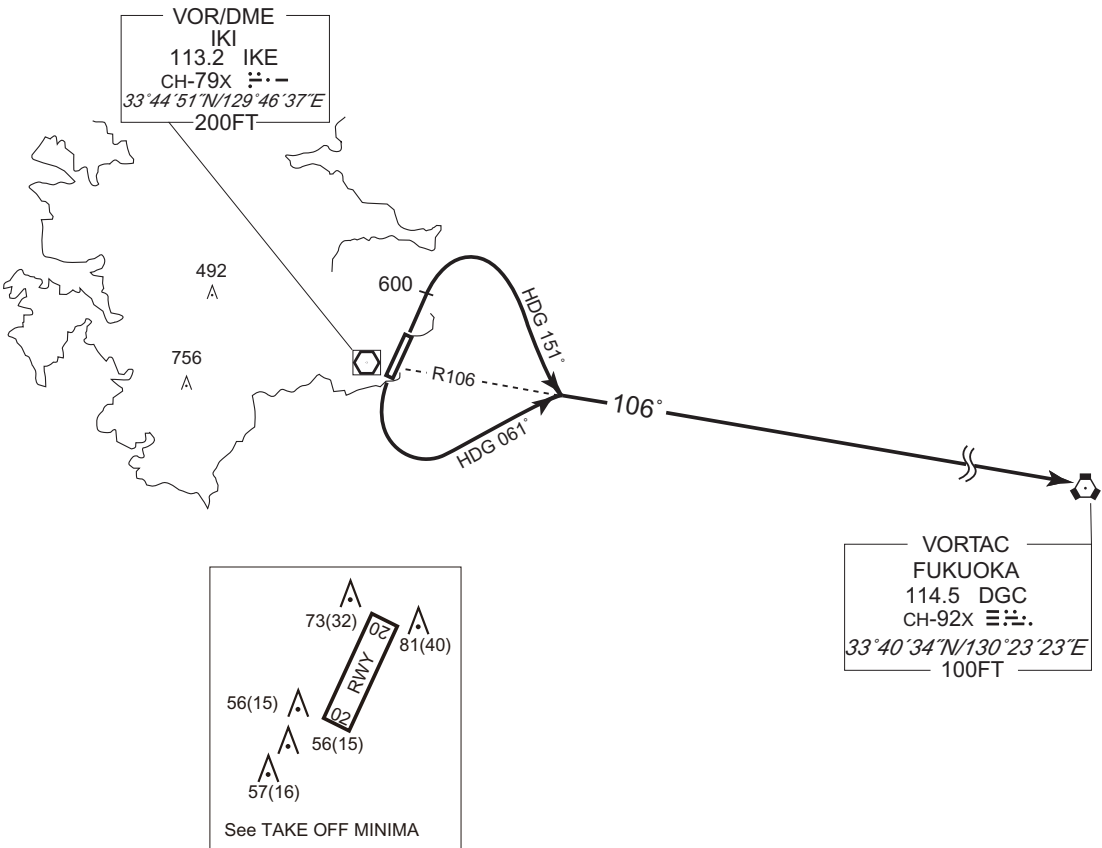 VOR/DME
IKI
113.2 IKE
CH-79X
33°44´51˝N/129°46´37˝E
200FT
492
600
HDG 151°
756
R106
106°
HDG 061°
VORTAC
FUKUOKA
114.5 DGC
CH-92X
33°40´34˝N/130°23´23˝E
100FT
73(32)
20
81(40)
RWY
56(15)
02
56(15)
57(16)
See TAKE OFF MINIMA